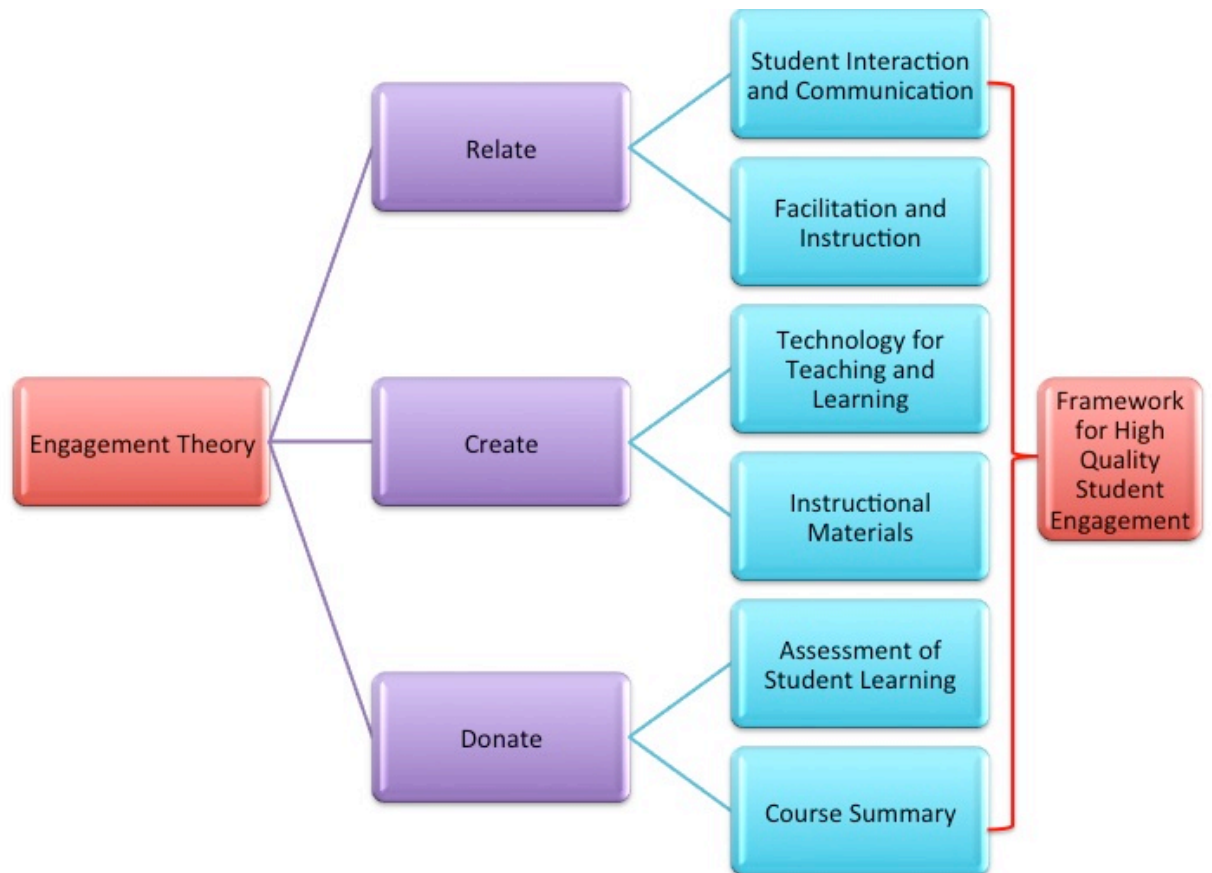 Student Interaction
and Communication
Relate
Facilitation and
Instruction
Technology for
Teaching and
Learning
Engagement Theory
Create
Framework
for High
Quality
Student
Engagement
Instructional
Materials
Assessment of
Student Learning
Donate
Course Summary